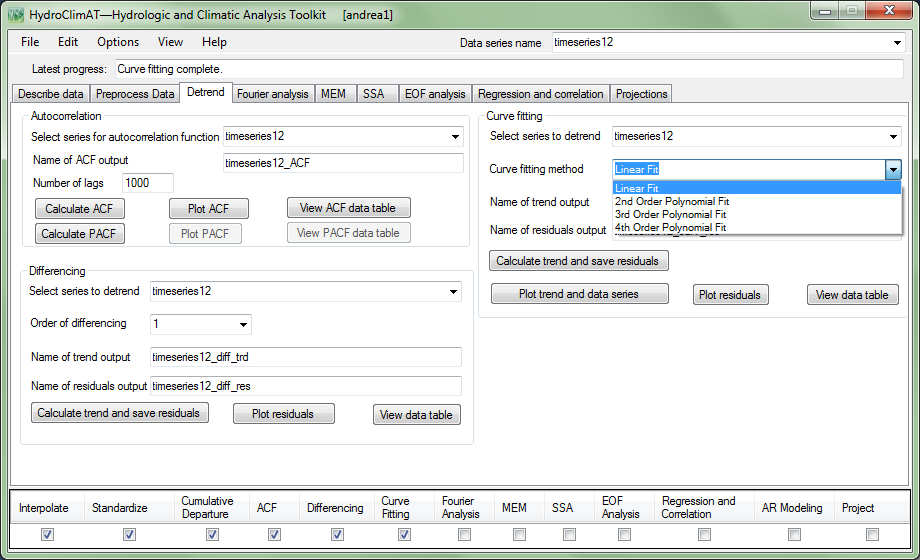 HydroClimAT—Hydrologic and Climatic Analysis Toolkit [andrea1]
File Edit Options View Help
Data series name timeseries12
Latest progress: Curve fitting complete.
Describe data Preprocess Data Detrend Fourier analysis MEM SSA EOF analysis Regression and correlation Projections
Autocorrelation
Select series for autocorrelation function timeseries12
Name of ACF output timeseries12_ACF
Number of lags 1000
Calculate ACF Plot ACF View ACF data table
Calculate PACF Plot PACF View PACF data table
Differencing
Select series to detrend timeseries12
Order of differencing 1
Name of trend output timeseries12_diff_trd
Name of residuals output timeseries12_diff_res
Calculate trend and save residuals Plot residuals View data table
Curve fitting
Select series to detrend timeseries12
Curve fitting method Linear Fit
Linear Fit
2nd Order Polynomial Fit
3rd Order Polynomial Fit
4th Order Polynomial Fit
Name of trend output
Name of residuals output
Calculate trend and save residuals
Plot trend and data series Plot residuals View data table
Interpolate Standardize Cumulative Departure ACF Differencing Curve Fitting Fourier Analysis MEM SSA EOF Analysis Regression and Correlation AR Modeling Project